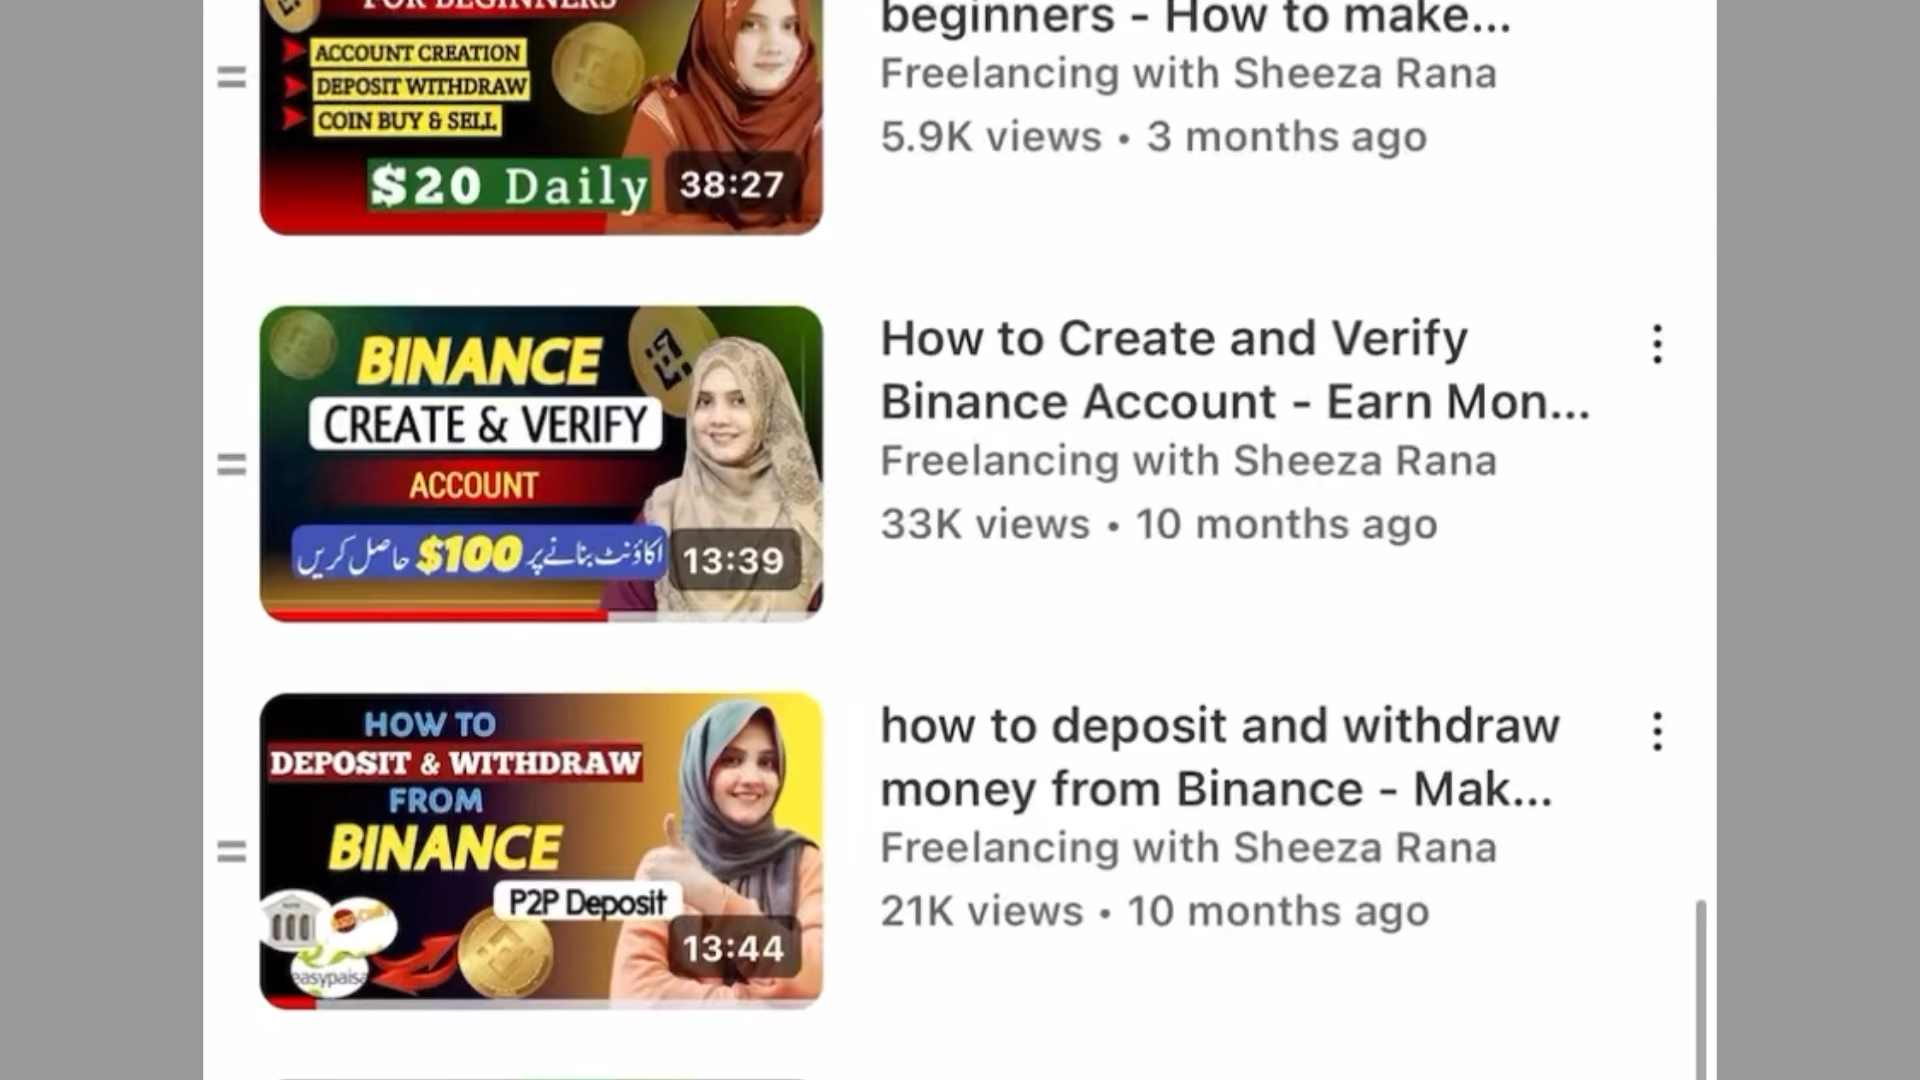 FOR BEGINNERS
ACCOUNT CREATION
DEPOSIT WITHDRAW
COIN BUY & SELL
$20 Daily
38:27
beginners - How to make...
Freelancing with Sheeza Rana
5.9K views • 3 months ago
BINANCE
CREATE & VERIFY
ACCOUNT
اکاؤنٹ بنانے پر $100 حاصل کریں
13:39
How to Create and Verify
Binance Account - Earn Mon...
Freelancing with Sheeza Rana
33K views • 10 months ago
HOW TO
DEPOSIT & WITHDRAW
FROM
BINANCE
P2P Deposit
easypaisa
13:44
how to deposit and withdraw
money from Binance - Mak...
Freelancing with Sheeza Rana
21K views • 10 months ago